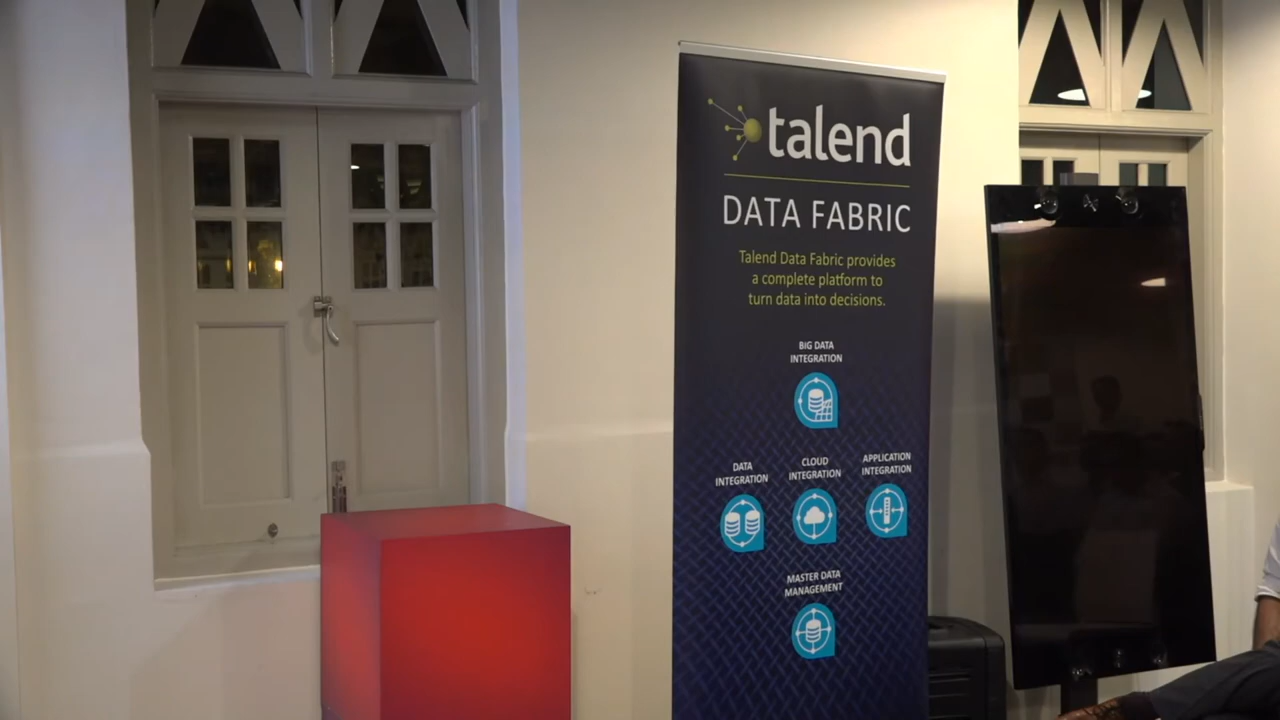 talend
DATA FABRIC
Talend Data Fabric provides
a complete platform to
turn data into decisions.
BIG DATA
INTEGRATION
DATA
INTEGRATION
CLOUD
INTEGRATION
APPLICATION
INTEGRATION
MASTER DATA
MANAGEMENT